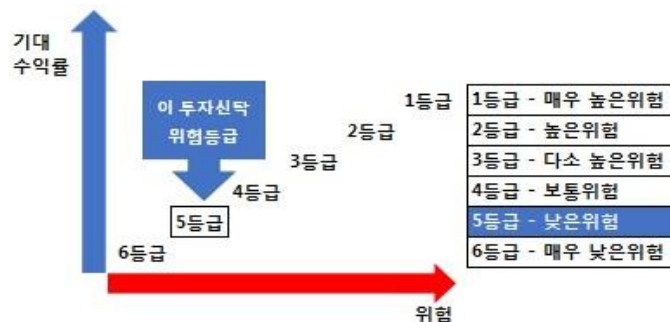 기대
수익률
이 투자신탁
위험등급
1등급
2등급
3등급
4등급
5등급
6등급
위험
1등급 - 매우 높은위험
2등급 - 높은위험
3등급 - 다소 높은위험
4등급 - 보통위험
5등급 - 낮은위험
6등급 - 매우 낮은위험